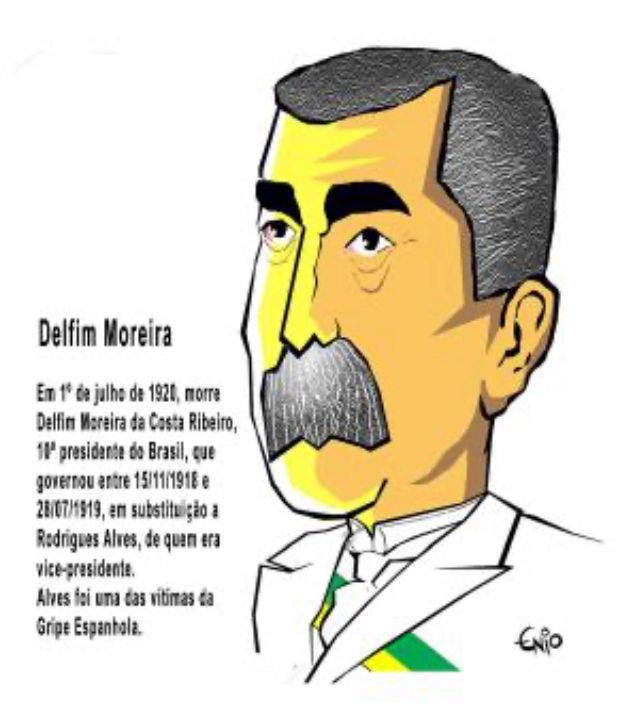 Delfim Moreira
Em 1º de julho de 1920, morre
Delfim Moreira da Costa Ribeiro,
10º presidente do Brasil, que
governou entre 15/11/1918 e
28/07/1919, em substituição a
Rodrigues Alves, de quem era
vice-presidente.
Alves foi uma das vítimas da
Gripe Espanhola.
ENIO